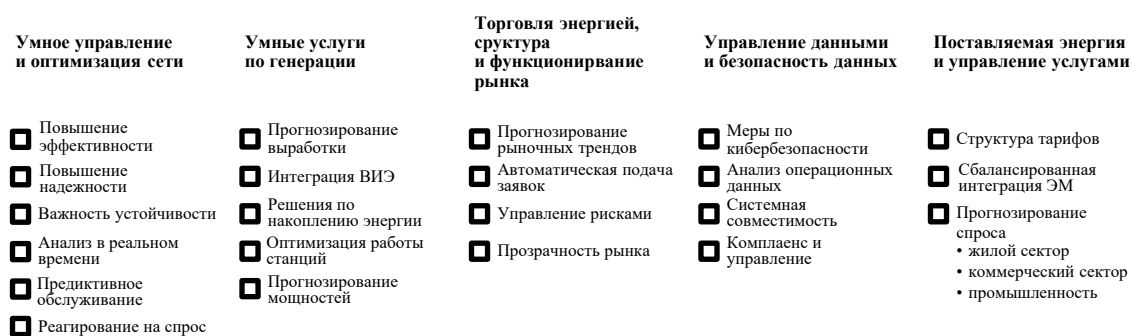 Умное управление
и оптимизация сети
Повышение
эффективности
Повышение
надежности
Важность устойчивости
Анализ в реальном
времени
Предиктивное
обслуживание
Реагирование на спрос
Умные услуги
по генерации
Прогнозирование
выработки
Интеграция ВИЭ
Решения по
накоплению энергии
Оптимизация работы
станций
Прогнозирование
мощностей
Торговля энергией,
сруктура
и функционирвание
рынка
Прогнозирование
рыночных трендов
Автоматическая подача
заявок
Управление рисками
Прозрачность рынка
Управление данными
и безопасность данных
Меры по
кибербезопасности
Анализ операционных
данных
Системная
совместимость
Комплаенс и
управление
Поставляемая энергия
и управление услугами
Структура тарифов
Сбалансированная
интеграция ЭМ
Прогнозирование
спроса
• жилой сектор
• коммерческий сектор
• промышленность